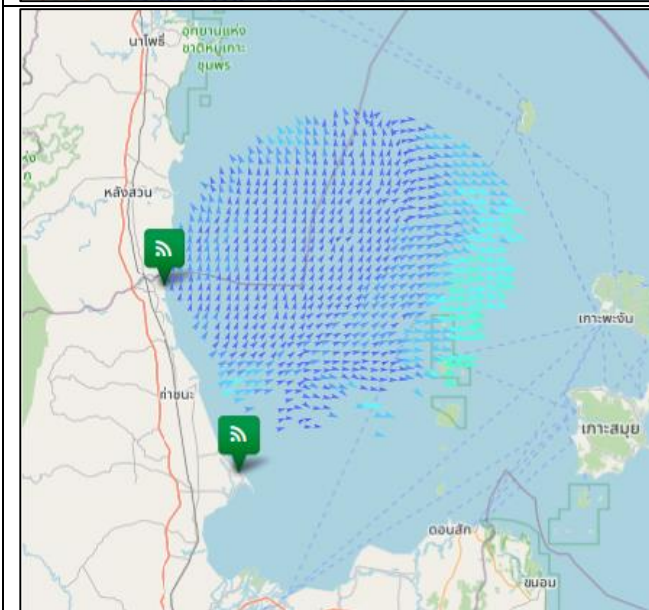 นาโพธิ์
อุทยานแห่ง
ชาติหมู่เกาะ
ชุมพร
หลังสวน
เกาะพะงัน
ท่าชนะ
เกาะสมุย
ดอนสัก
ขนอม